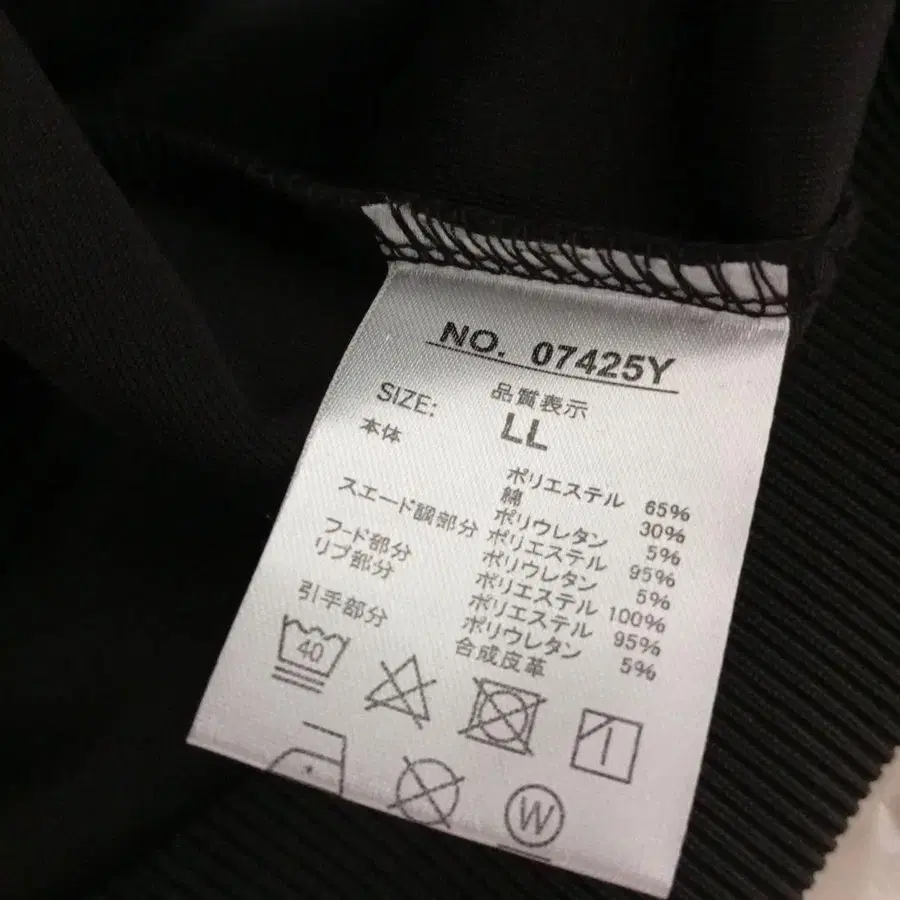 NO. 07425Y
品質表示
SIZE: LL
本体 ポリエステル 65%
綿 30%
ポリウレタン 5%
スエード調部分 ポリエステル 95%
ポリウレタン 5%
フード部分 ポリエステル 100%
リブ部分 ポリエステル 95%
ポリウレタン 5%
引手部分 合成皮革
40
W